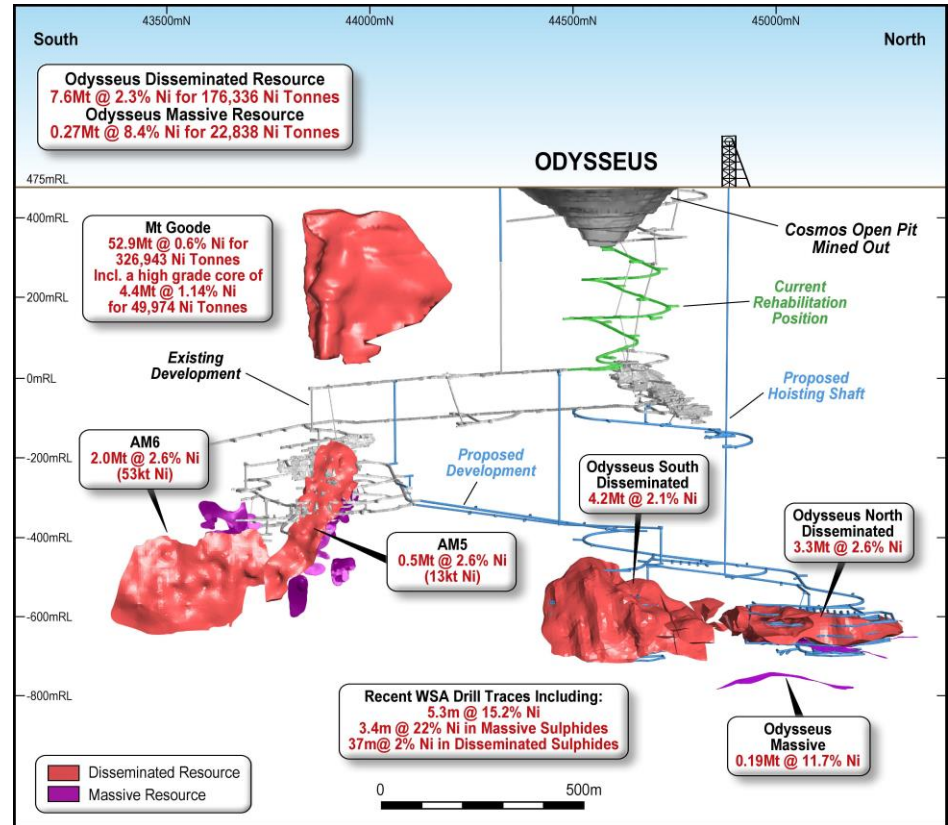 43500mN
44000mN
44500mN
45000mN
South
North
Odysseus Disseminated Resource
7.6Mt @ 2.3% Ni for 176,336 Ni Tonnes
Odysseus Massive Resource
0.27Mt @ 8.4% Ni for 22,838 Ni Tonnes
ODYSSEUS
475mRL
400mRL
Mt Goode
52.9Mt @ 0.6% Ni for
326,943 Ni Tonnes
Incl. a high grade core of
4.4Mt @ 1.14% Ni
for 49,974 Ni Tonnes
Cosmos Open Pit
Mined Out
200mRL
Current
Rehabilitation
Position
Existing
Development
0mRL
Proposed
Hoisting Shaft
AM6
2.0Mt @ 2.6% Ni
(53kt Ni)
-200mRL
Proposed
Development
Odysseus South
Disseminated
4.2Mt @ 2.1% Ni
Odysseus North
Disseminated
3.3Mt @ 2.6% Ni
-400mRL
AM5
0.5Mt @ 2.6% Ni
(13kt Ni)
-600mRL
-800mRL
Recent WSA Drill Traces Including:
5.3m @ 15.2% Ni
3.4m @ 22% Ni in Massive Sulphides
37m@ 2% Ni in Disseminated Sulphides
Odysseus
Massive
0.19Mt @ 11.7% Ni
Disseminated Resource
Massive Resource
0
500m